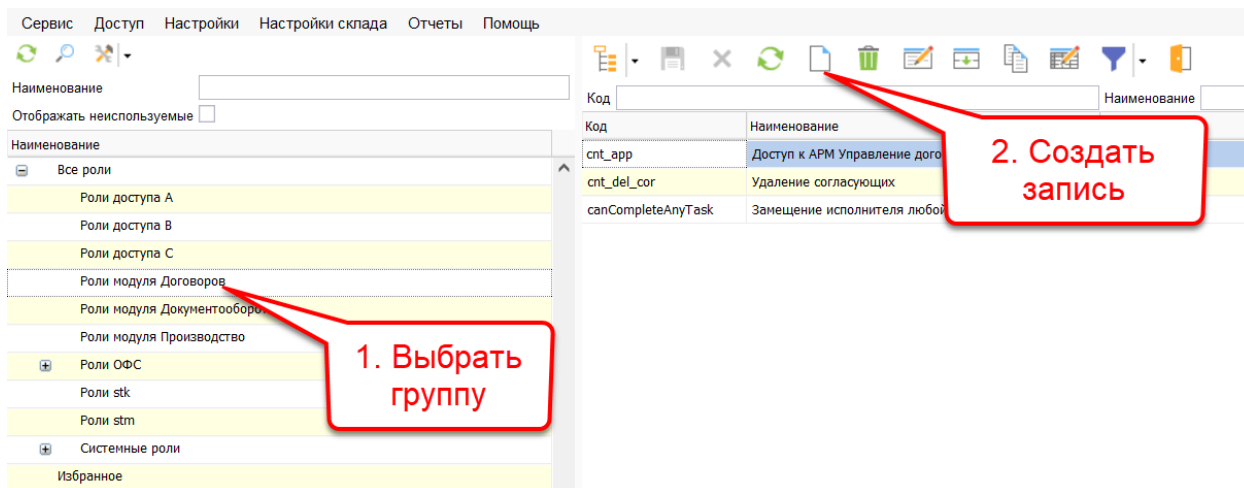 Сервис Доступ Настройки Настройки склада Отчеты Помощь
Наименование
Отображать неиспользуемые
Наименование
Все роли
Роли доступа A
Роли доступа B
Роли доступа C
Роли модуля Договоров
Роли модуля Документооборо
Роли модуля Производство
Роли ОФС
Роли stk
Роли stm
Системные роли
Избранное
1. Выбрать
группу
Код Наименование
Код Наименование
cnt_app Доступ к АРМ Управление дого
cnt_del_cor Удаление согласующих
canCompleteAnyTask Замещение исполнителя любой
2. Создать
запись